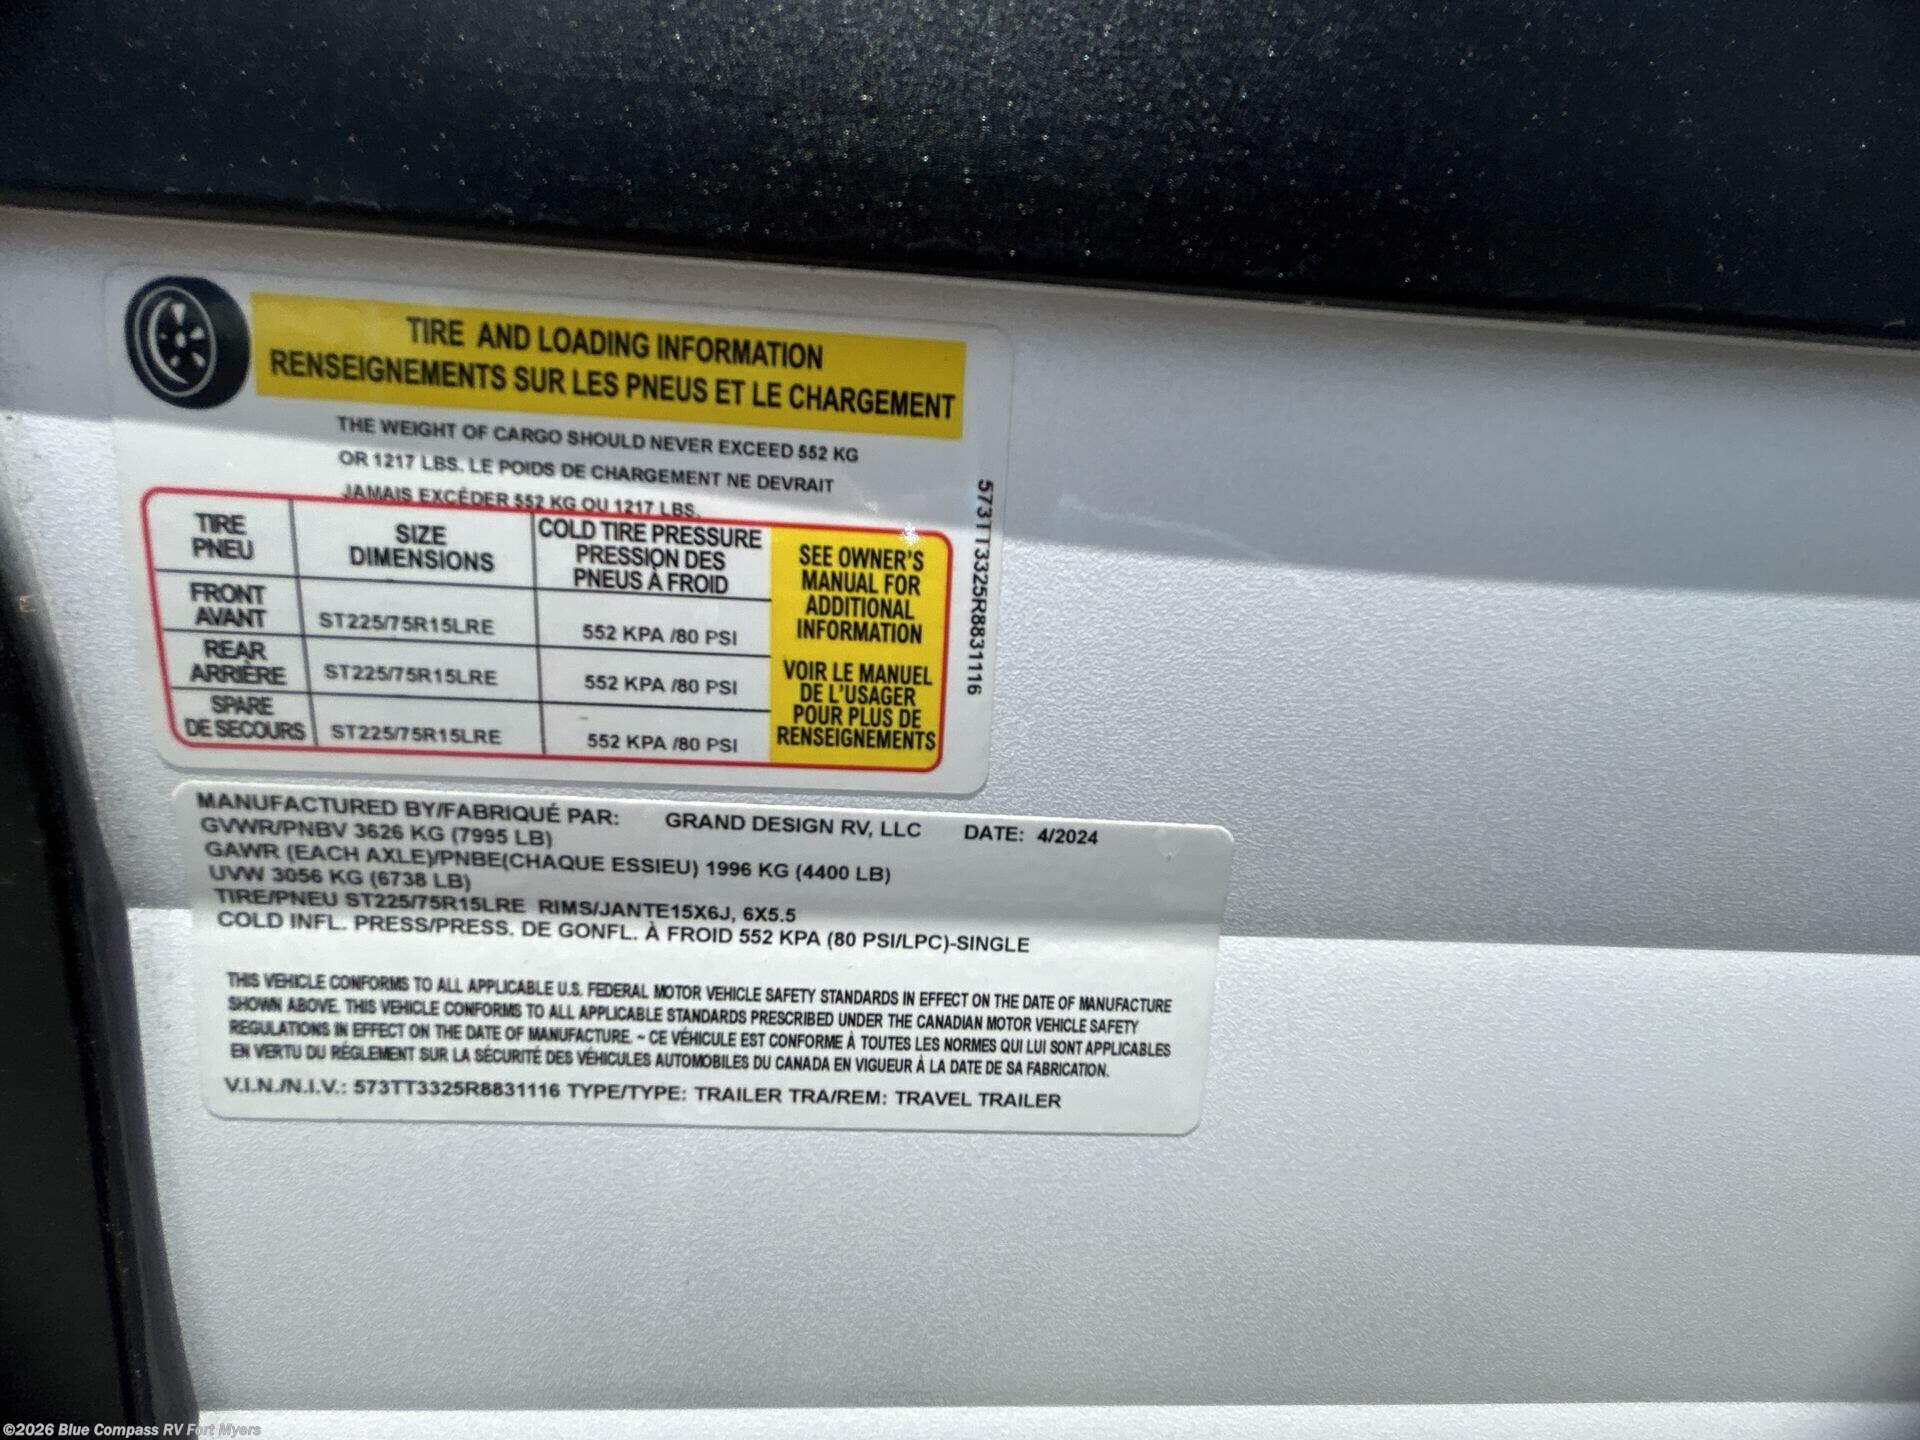 TIRE AND LOADING INFORMATION
RENSEIGNEMENTS SUR LES PNEUS ET LE CHARGEMENT
THE WEIGHT OF CARGO SHOULD NEVER EXCEED 552 KG
OR 1217 LBS. LE POIDS DE CHARGEMENT NE DEVRAIT
JAMAIS EXCÉDER 552 KG OU 1217 LBS.
TIRE
PNEU
SIZE
DIMENSIONS
COLD TIRE PRESSURE
PRESSION DES
PNEUS À FROID
FRONT
AVANT
ST225/75R15LRE
552 KPA /80 PSI
REAR
ARRIÈRE
ST225/75R15LRE
552 KPA /80 PSI
SPARE
DE SECOURS
ST225/75R15LRE
552 KPA /80 PSI
SEE OWNER'S
MANUAL FOR
ADDITIONAL
INFORMATION
VOIR LE MANUEL
DE L'USAGER
POUR PLUS DE
RENSEIGNEMENTS
573TT3325R8831116
MANUFACTURED BY/FABRIQUÉ PAR: GRAND DESIGN RV, LLC DATE: 4/2024
GVWR/PNBV 3626 KG (7995 LB)
GAWR (EACH AXLE)/PNBE(CHAQUE ESSIEU) 1996 KG (4400 LB)
UVW 3056 KG (6738 LB)
TIRE/PNEU ST225/75R15LRE RIMS/JANTE15X6J, 6X5.5
COLD INFL. PRESS/PRESS. DE GONFL. À FROID 552 KPA (80 PSI/LPC)-SINGLE
THIS VEHICLE CONFORMS TO ALL APPLICABLE U.S. FEDERAL MOTOR VEHICLE SAFETY STANDARDS IN EFFECT ON THE DATE OF MANUFACTURE
SHOWN ABOVE. THIS VEHICLE CONFORMS TO ALL APPLICABLE STANDARDS PRESCRIBED UNDER THE CANADIAN MOTOR VEHICLE SAFETY
REGULATIONS IN EFFECT ON THE DATE OF MANUFACTURE. ~ CE VÉHICULE EST CONFORME À TOUTES LES NORMES QUI LUI SONT APPLICABLES
EN VERTU DU RÉGLEMENT SUR LA SÉCURITÉ DES VÉHICULES AUTOMOBILES DU CANADA EN VIGUEUR À LA DATE DE SA FABRICATION.
V.I.N./N.I.V.: 573TT3325R8831116 TYPE/TYPE: TRAILER TRA/REM: TRAVEL TRAILER
©2026 Blue Compass RV Fort Myers